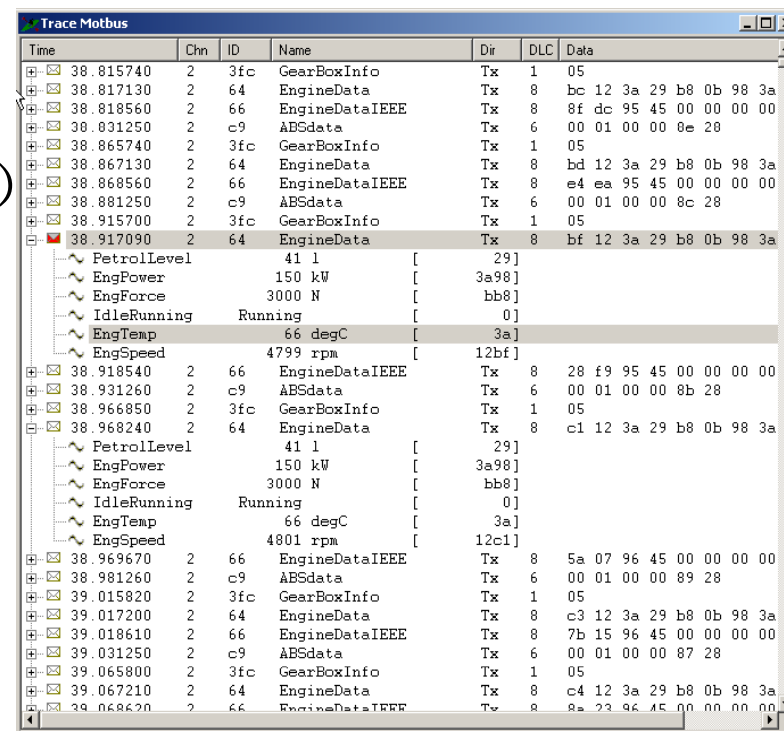 Trace Motbus
Time Chn ID Name Dir DLC Data
38.815740 2 3fc GearBoxInfo Tx 1 05
38.817130 2 64 EngineData Tx 8 bc 12 3a 29 b8 0b 98 3a
38.818560 2 66 EngineDataIEEE Tx 8 8f dc 95 45 00 00 00 00
38.831250 2 c9 ABSdata Tx 6 00 01 00 00 8e 28
38.865740 2 3fc GearBoxInfo Tx 1 05
38.867130 2 64 EngineData Tx 8 bd 12 3a 29 b8 0b 98 3a
38.868560 2 66 EngineDataIEEE Tx 8 e4 ea 95 45 00 00 00 00
38.881250 2 c9 ABSdata Tx 6 00 01 00 00 8c 28
38.915700 2 3fc GearBoxInfo Tx 1 05
38.917090 2 64 EngineData Tx 8 bf 12 3a 29 b8 0b 98 3a
PetrolLevel 41 l [ 29]
EngPower 150 kW [ 3a98]
EngForce 3000 N [ bb8]
IdleRunning Running [ 0]
EngTemp 66 degC [ 3a]
EngSpeed 4799 rpm [ 12bf]
38.918540 2 66 EngineDataIEEE Tx 8 28 f9 95 45 00 00 00 00
38.931260 2 c9 ABSdata Tx 6 00 01 00 00 8b 28
38.966850 2 3fc GearBoxInfo Tx 1 05
38.968240 2 64 EngineData Tx 8 c1 12 3a 29 b8 0b 98 3a
PetrolLevel 41 l [ 29]
EngPower 150 kW [ 3a98]
EngForce 3000 N [ bb8]
IdleRunning Running [ 0]
EngTemp 66 degC [ 3a]
EngSpeed 4801 rpm [ 12c1]
38.969670 2 66 EngineDataIEEE Tx 8 5a 07 96 45 00 00 00 00
38.981260 2 c9 ABSdata Tx 6 00 01 00 00 89 28
39.015820 2 3fc GearBoxInfo Tx 1 05
39.017200 2 64 EngineData Tx 8 c3 12 3a 29 b8 0b 98 3a
39.018610 2 66 EngineDataIEEE Tx 8 7b 15 96 45 00 00 00 00
39.031250 2 c9 ABSdata Tx 6 00 01 00 00 87 28
39.065800 2 3fc GearBoxInfo Tx 1 05
39.067210 2 64 EngineData Tx 8 c4 12 3a 29 b8 0b 98 3a
39.068620 2 66 EngineDataIEEE Tx 8 8a 23 96 45 00 00 00 00